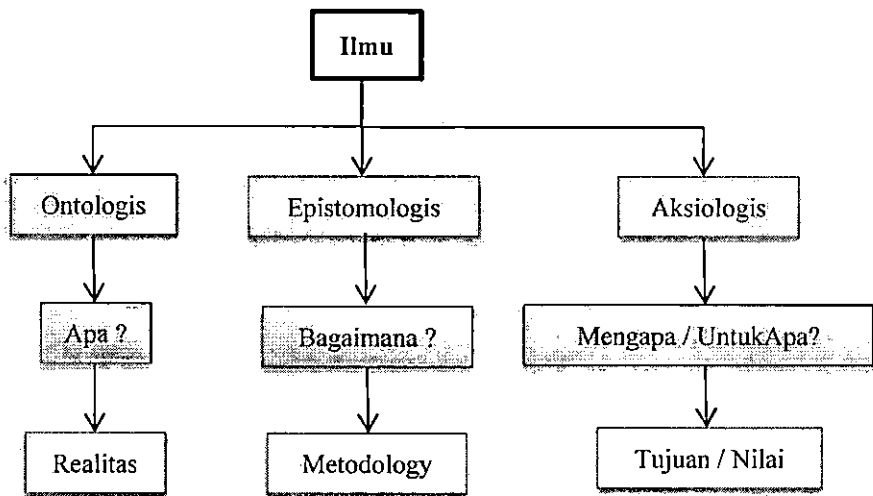 Ilmu
Ontologis
Epistomologis
Aksiologis
Apa ?
Bagaimana ?
Mengapa / UntukApa?
Realitas
Metodology
Tujuan / Nilai